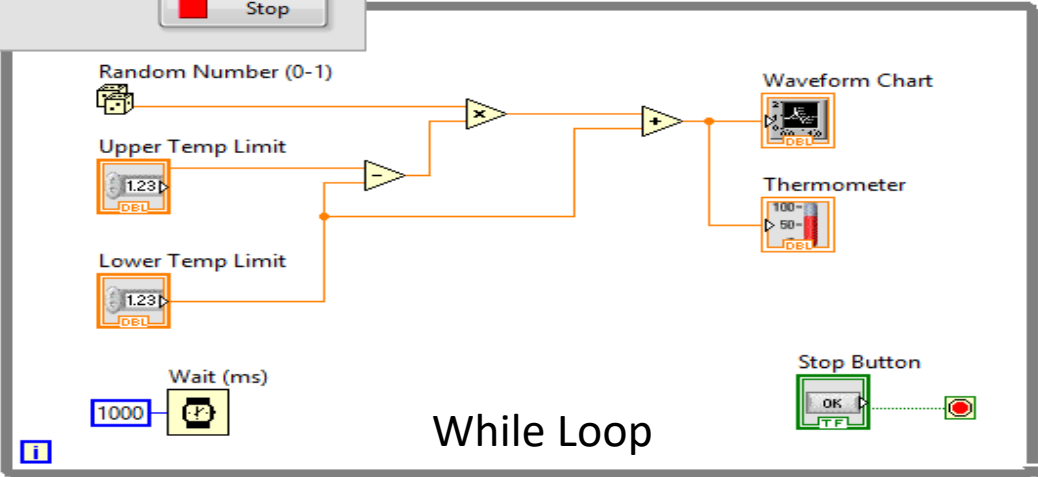 Stop
Random Number (0-1)
Waveform Chart
DBL
Upper Temp Limit
1.23
DBL
Thermometer
100
50
DBL
Lower Temp Limit
1.23
DBL
Wait (ms)
1000
Stop Button
OK
TF
While Loop
i